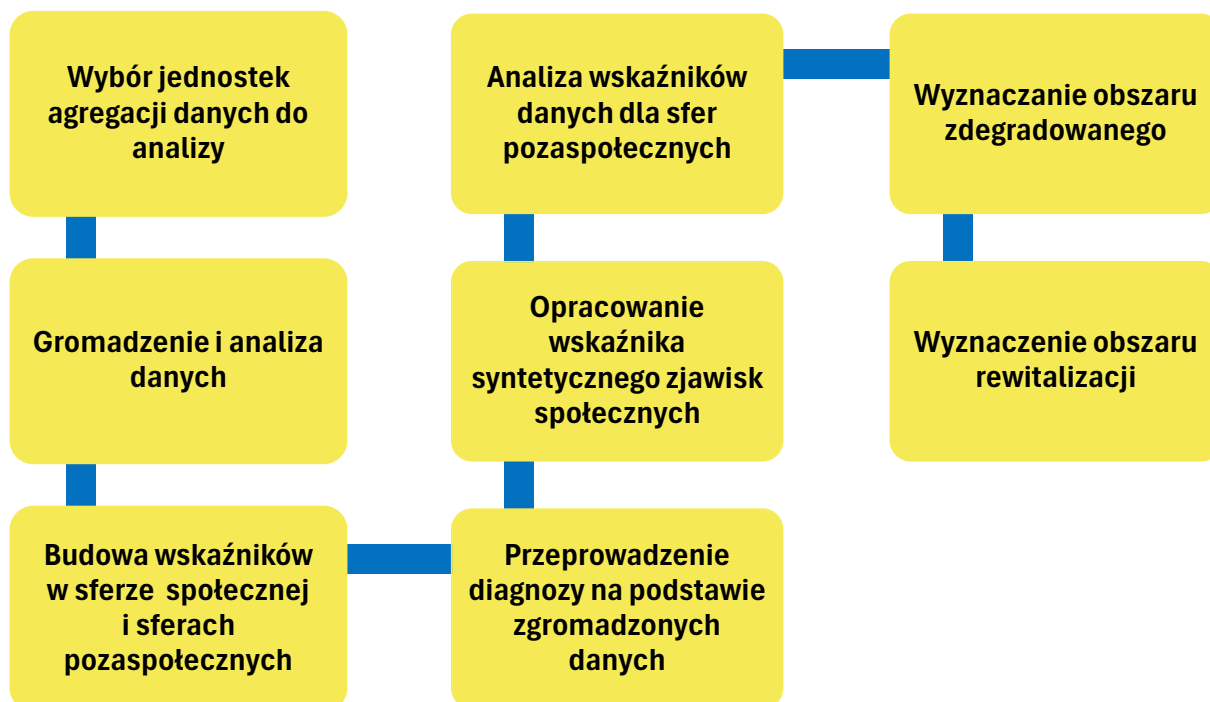 Wybór jednostek
agregacji danych do
analizy
Gromadzenie i analiza
danych
Budowa wskaźników
w sferze społecznej
i sferach
pozaspołecznych
Przeprowadzenie
diagnozy na podstawie
zgromadzonych
danych
Opracowanie
wskaźnika
syntetycznego zjawisk
społecznych
Analiza wskaźników
danych dla sfer
pozaspołecznych
Wyznaczanie obszaru
zdegradowanego
Wyznaczenie obszaru
rewitalizacji